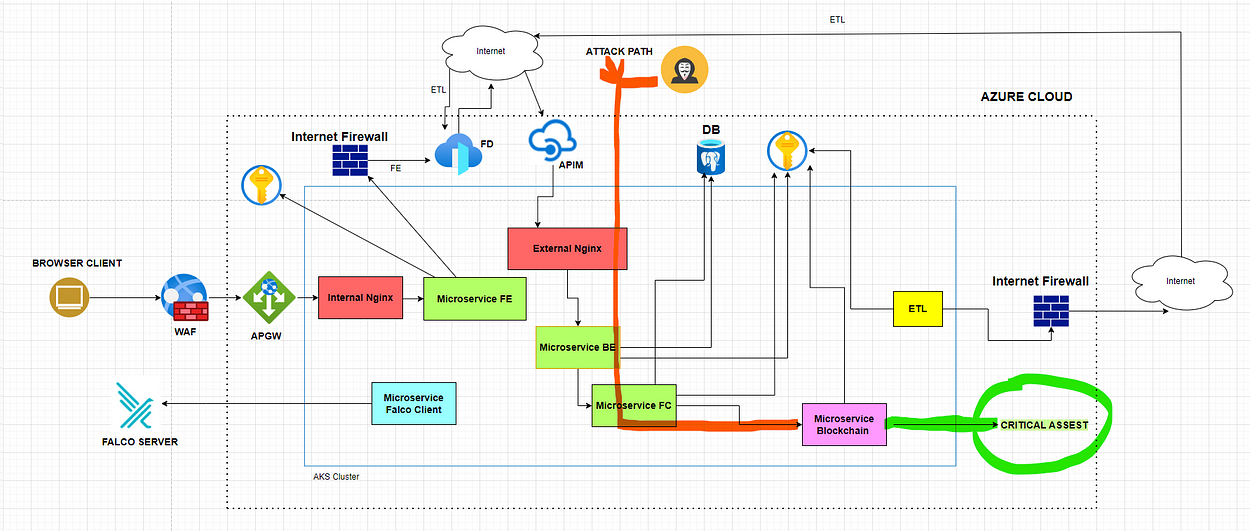 ETL
Internet
ATTACK PATH
ETL
AZURE CLOUD
Internet Firewall
FD
DB
FE
APIM
External Nginx
BROWSER CLIENT
Internet Firewall
Internet
Internal Nginx
Microservice FE
ETL
WAF
APGW
Microservice BE
Microservice
Falco Client
Microservice FC
Microservice
Blockchain
CRITICAL ASSEST
FALCO SERVER
AKS Cluster